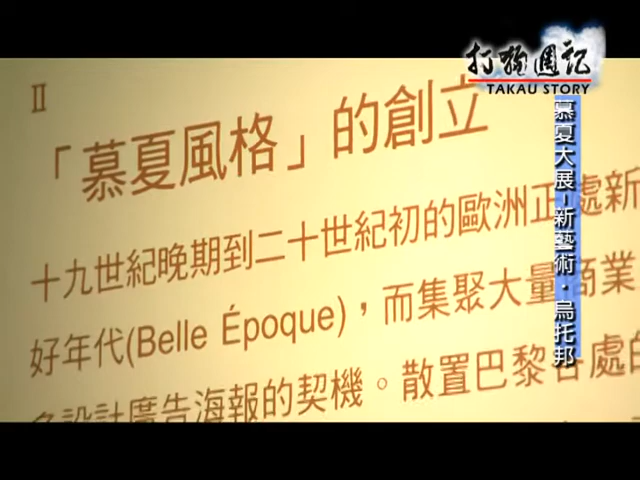 打狗週記
TAKAU STORY
慕夏大展-新藝術·烏托邦
II
「慕夏風格」的創立
十九世紀晚期到二十世紀初的歐洲正處新
好年代(Belle Époque)，而集聚大量商業
設計廣告海報的契機。散置巴黎各處的